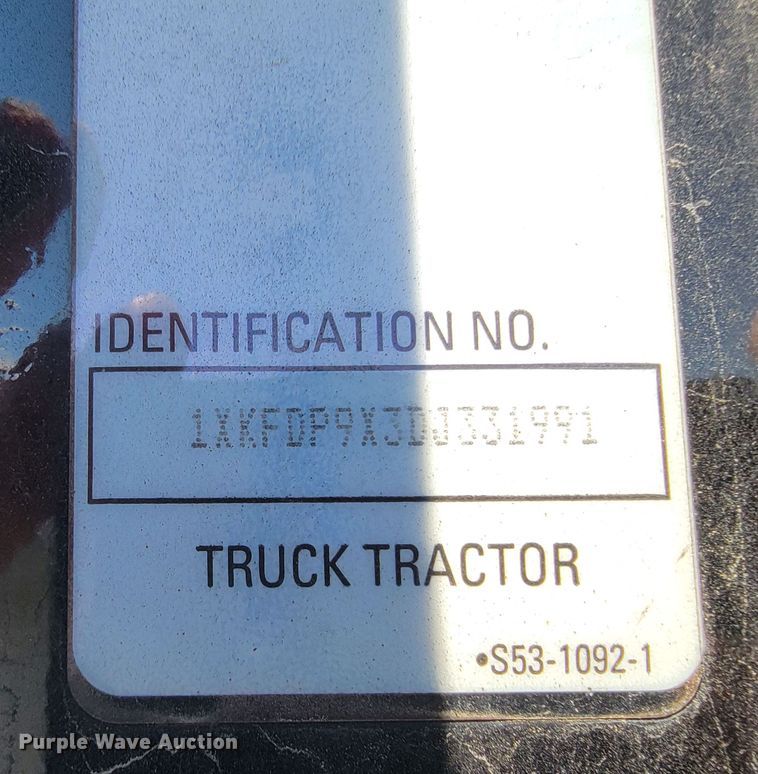 IDENTIFICATION NO.
1XKFDP9X3DJ331991
TRUCK TRACTOR
•S53-1092-1
Purple Wave Auction